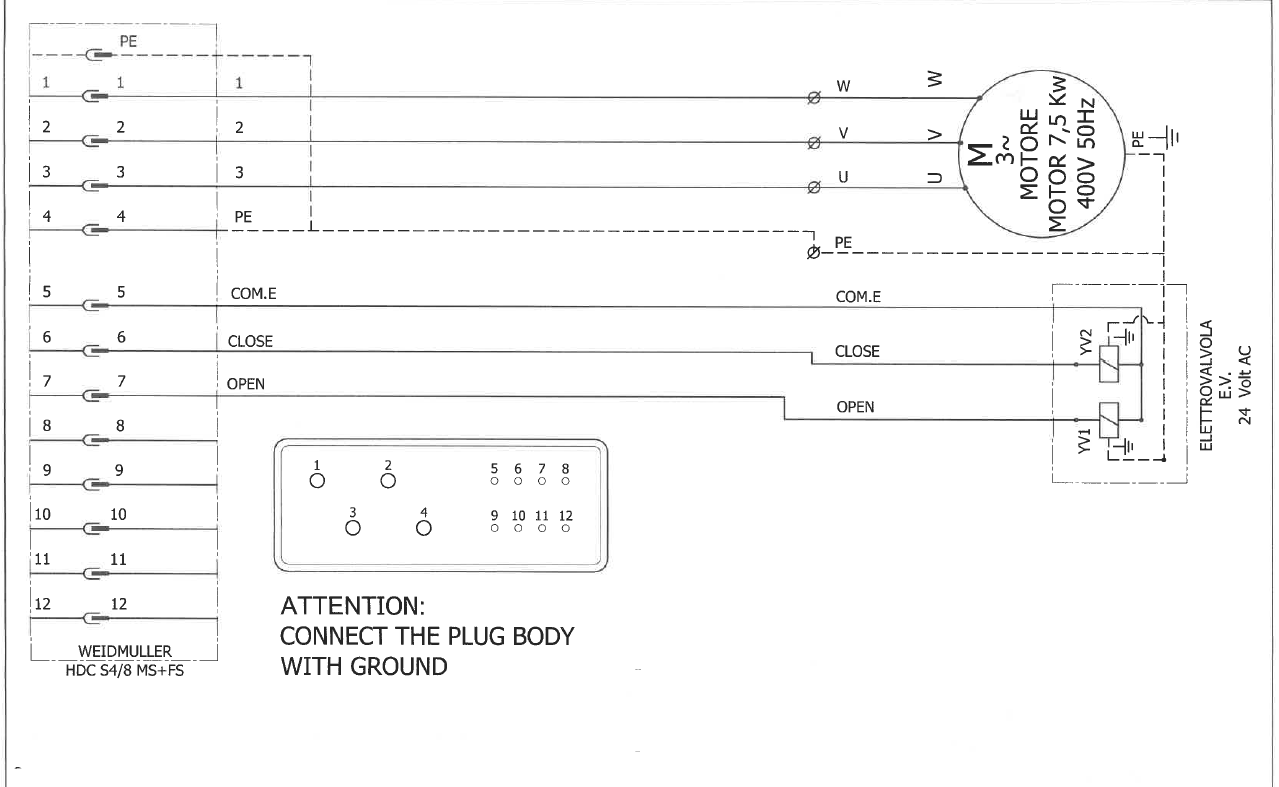 PE
1 1 1 W W
2 2 2 V V
3 3 3 U U
4 4 PE PE
M
3~
MOTORE
MOTOR 7,5 Kw
400V 50Hz
PE
5 5 COM.E COM.E
6 6 CLOSE CLOSE
7 7 OPEN OPEN
8 8
9 9
10 10
11 11
12 12
YV2
YV1
ELETTROVALVOLA
E.V.
24 Volt AC
1 2 5 6 7 8
3 4 9 10 11 12
ATTENTION:
CONNECT THE PLUG BODY
WITH GROUND
WEIDMULLER
HDC S4/8 MS+FS